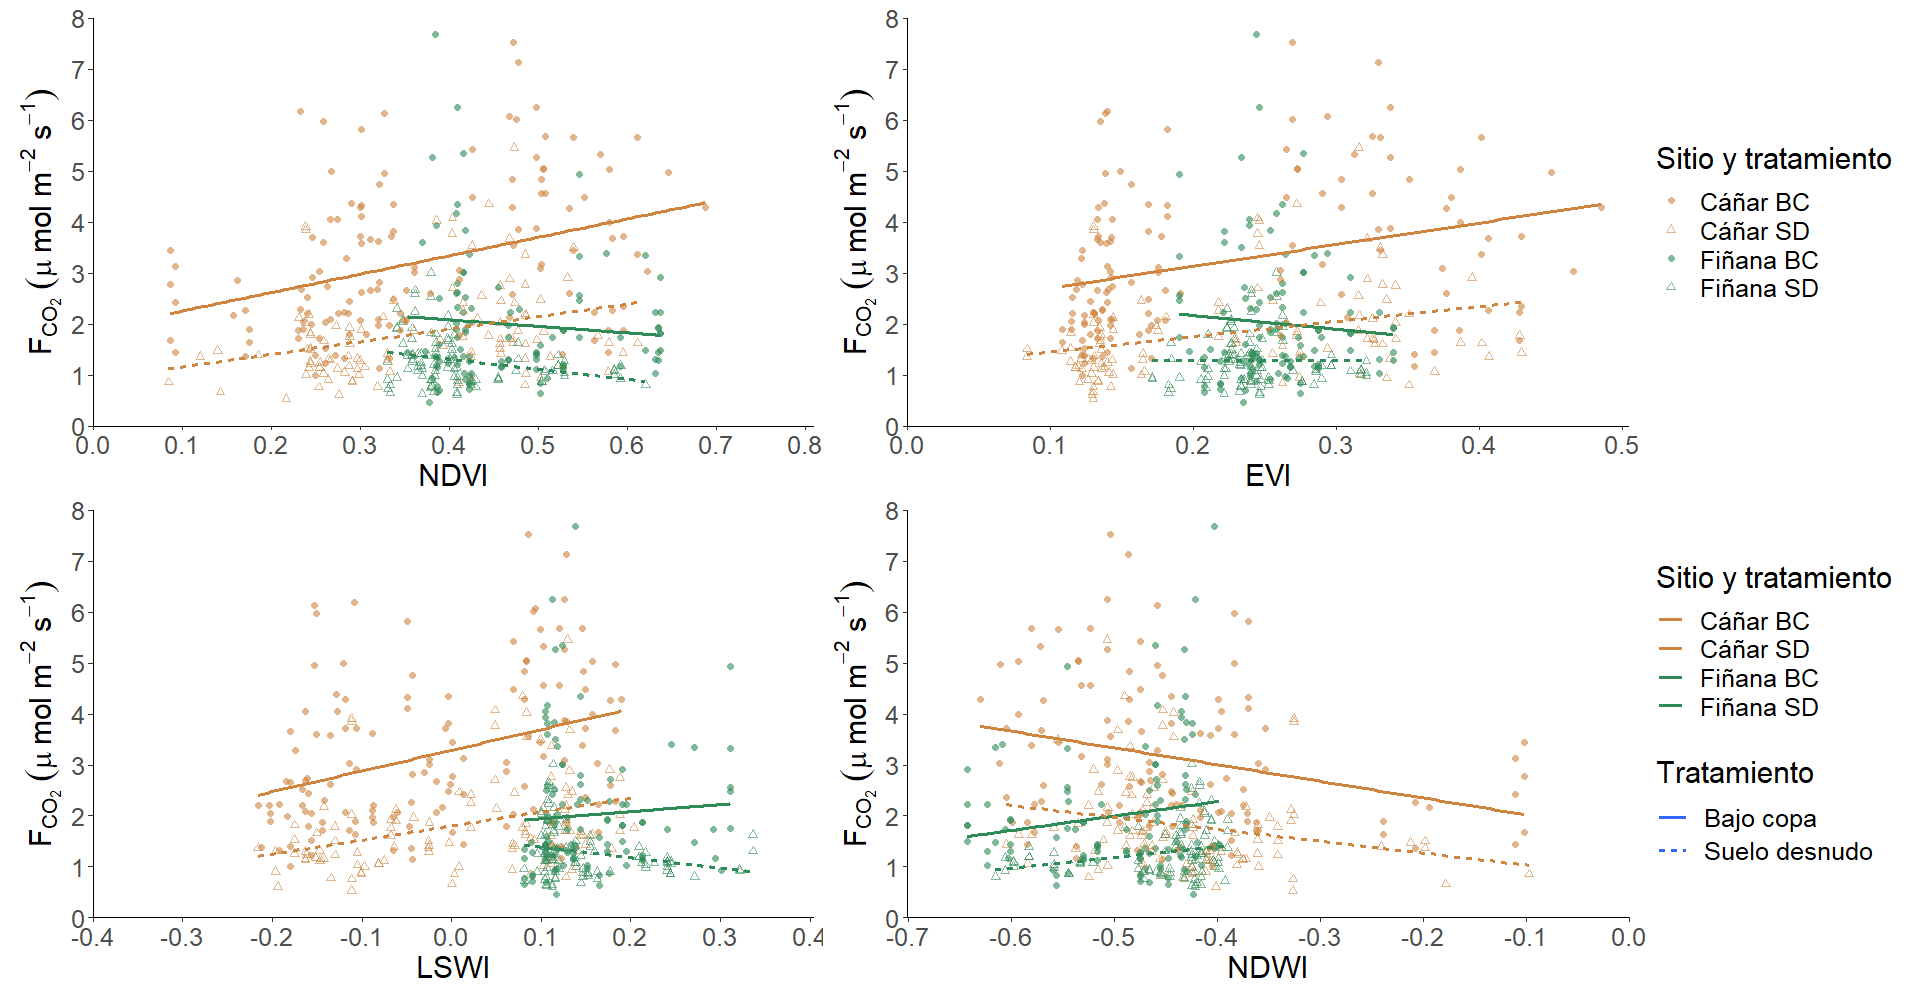 8
7
6
5
4
3
2
1
0
F_CO₂ (μ mol m⁻² s⁻¹)
0.0 0.1 0.2 0.3 0.4 0.5 0.6 0.7 0.8
NDVI
8
7
6
5
4
3
2
1
0
F_CO₂ (μ mol m⁻² s⁻¹)
0.0 0.1 0.2 0.3 0.4 0.5
EVI
Sitio y tratamiento
Cáñar BC
Cáñar SD
Fiñana BC
Fiñana SD
8
7
6
5
4
3
2
1
0
F_CO₂ (μ mol m⁻² s⁻¹)
-0.4 -0.3 -0.2 -0.1 0.0 0.1 0.2 0.3 0.4
LSWI
8
7
6
5
4
3
2
1
0
F_CO₂ (μ mol m⁻² s⁻¹)
-0.7 -0.6 -0.5 -0.4 -0.3 -0.2 -0.1 0.0
NDWI
Sitio y tratamiento
Cáñar BC
Cáñar SD
Fiñana BC
Fiñana SD
Tratamiento
Bajo copa
Suelo desnudo